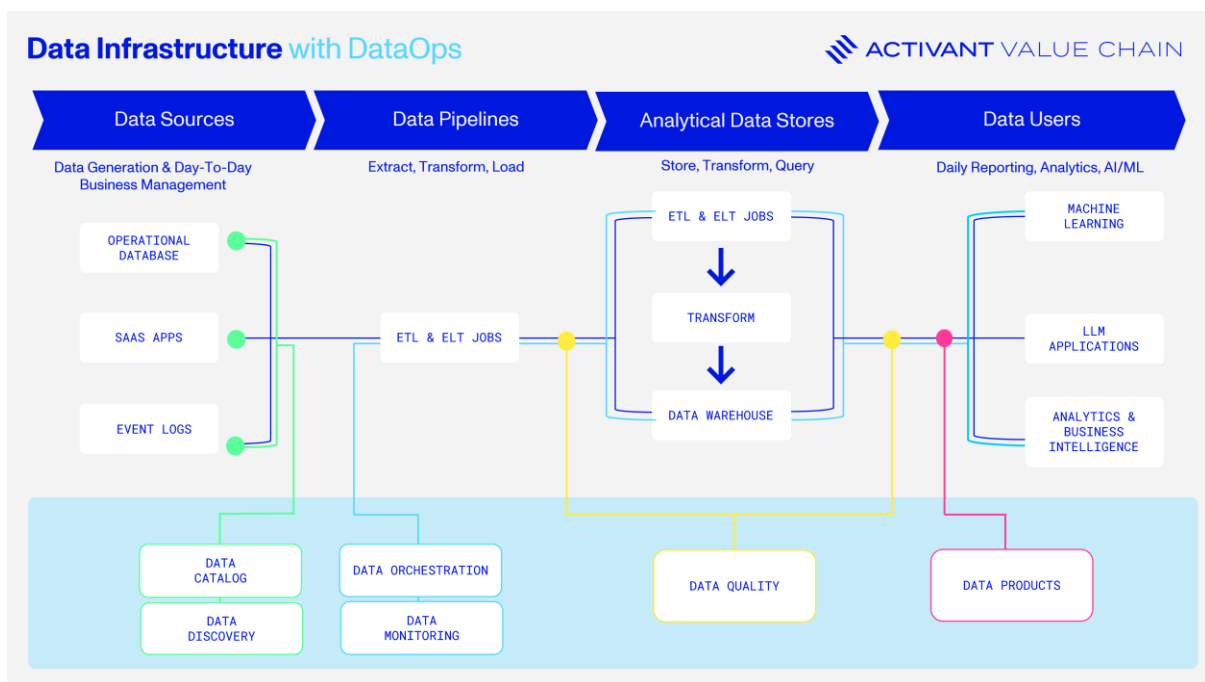 Data Infrastructure with DataOps
ACTIVANT VALUE CHAIN
Data Sources
Data Pipelines
Analytical Data Stores
Data Users
Data Generation & Day-To-Day
Business Management
Extract, Transform, Load
Store, Transform, Query
Daily Reporting, Analytics, AI/ML
OPERATIONAL
DATABASE
SAAS APPS
EVENT LOGS
ETL & ELT JOBS
ETL & ELT JOBS
TRANSFORM
DATA WAREHOUSE
MACHINE
LEARNING
LLM
APPLICATIONS
ANALYTICS &
BUSINESS
INTELLIGENCE
DATA
CATALOG
DATA
DISCOVERY
DATA ORCHESTRATION
DATA
MONITORING
DATA QUALITY
DATA PRODUCTS